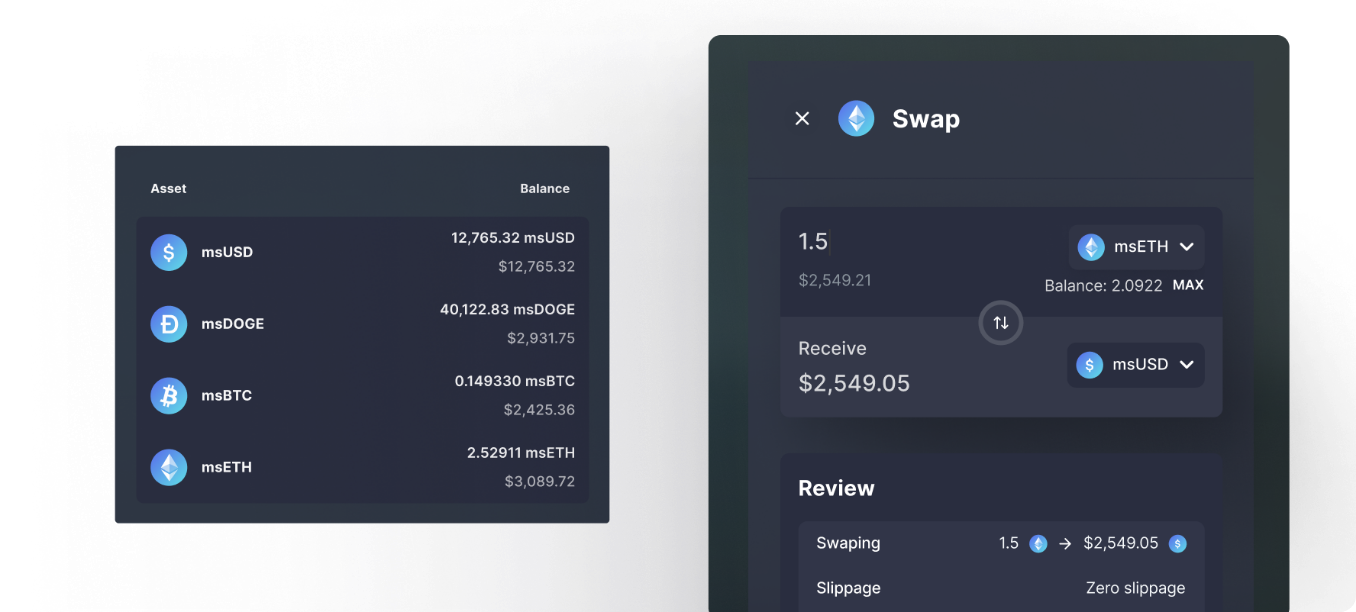 Asset Balance
msUSD 12,765.32 msUSD
$12,765.32
msDOGE 40,122.83 msDOGE
$2,931.75
msBTC 0.149330 msBTC
$2,425.36
msETH 2.52911 msETH
$3,089.72
Swap
1.5 msETH
$2,549.21 Balance: 2.0922 MAX
Receive
$2,549.05 msUSD
Review
Swaping 1.5 → $2,549.05
Slippage Zero slippage